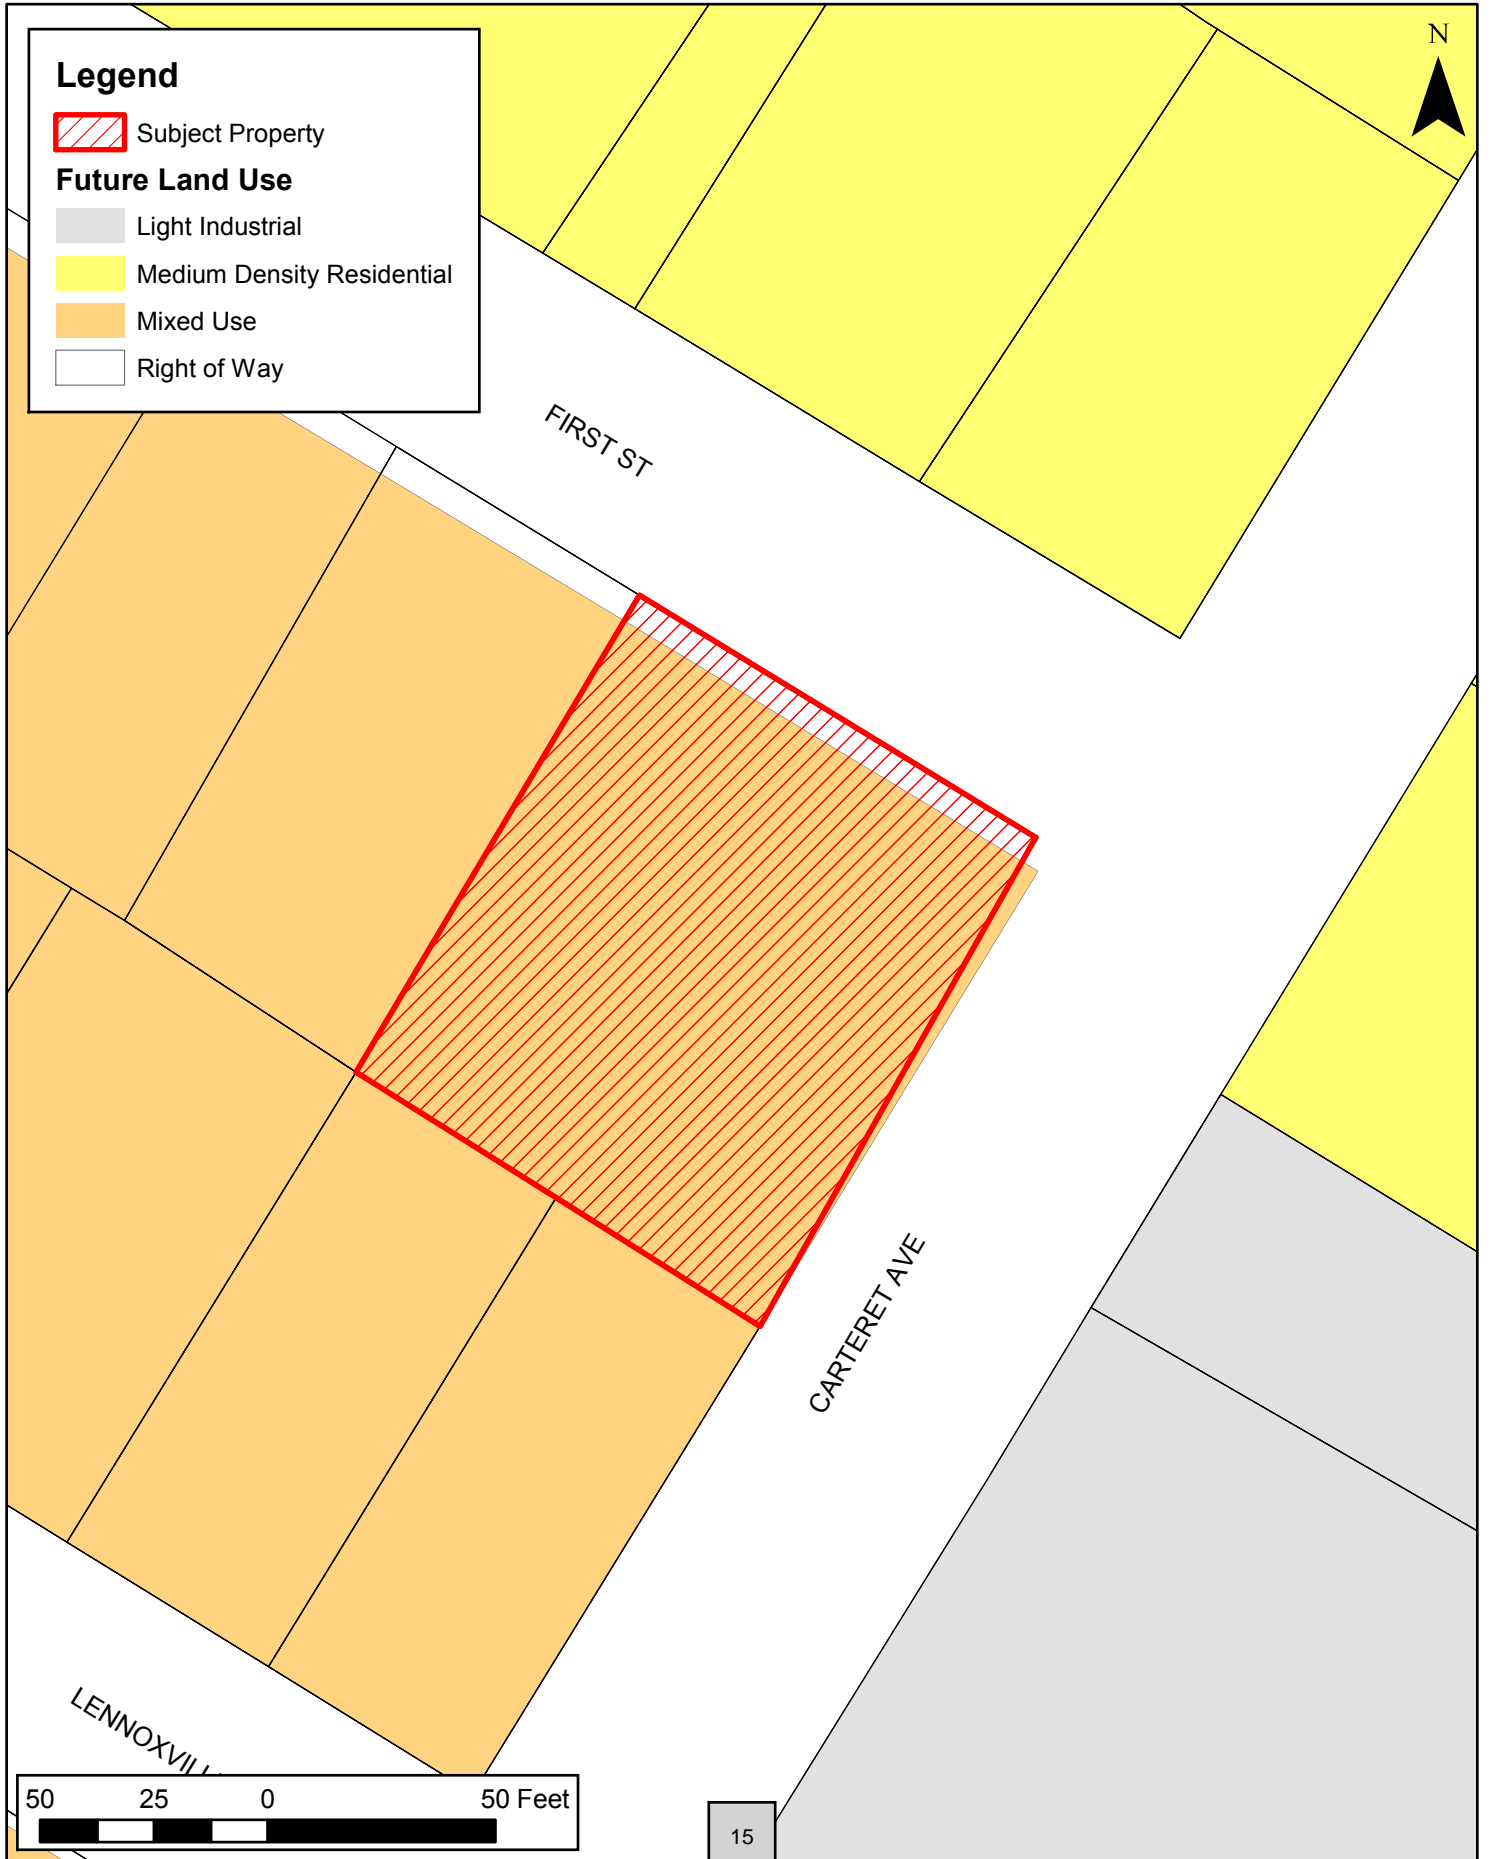 N
Legend
Subject Property
Future Land Use
Light Industrial
Medium Density Residential
Mixed Use
Right of Way
FIRST ST
CARTERET AVE
50 25 0 50 Feet
15